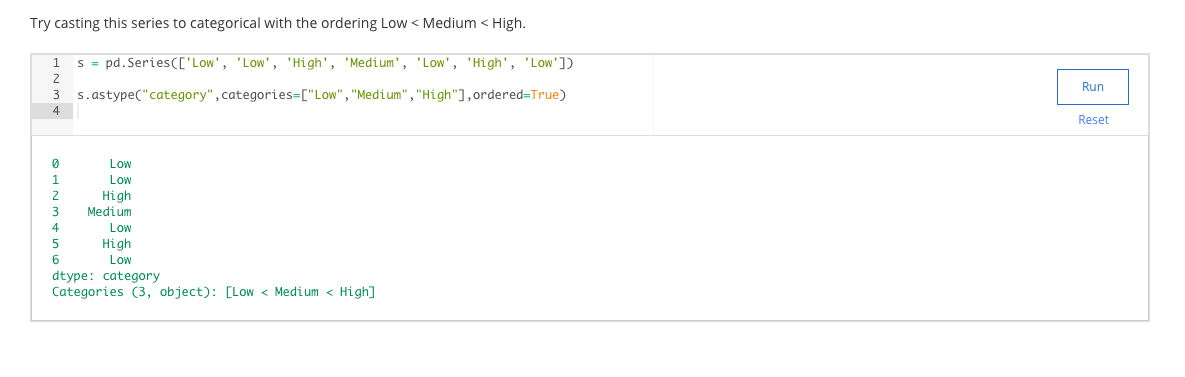 Try casting this series to categorical with the ordering Low < Medium < High.
1 s = pd.Series(['Low', 'Low', 'High', 'Medium', 'Low', 'High', 'Low'])
2
3 s.astype("category",categories=["Low","Medium","High"],ordered=True)
4
Run
Reset
0 Low
1 Low
2 High
3 Medium
4 Low
5 High
6 Low
dtype: category
Categories (3, object): [Low < Medium < High]